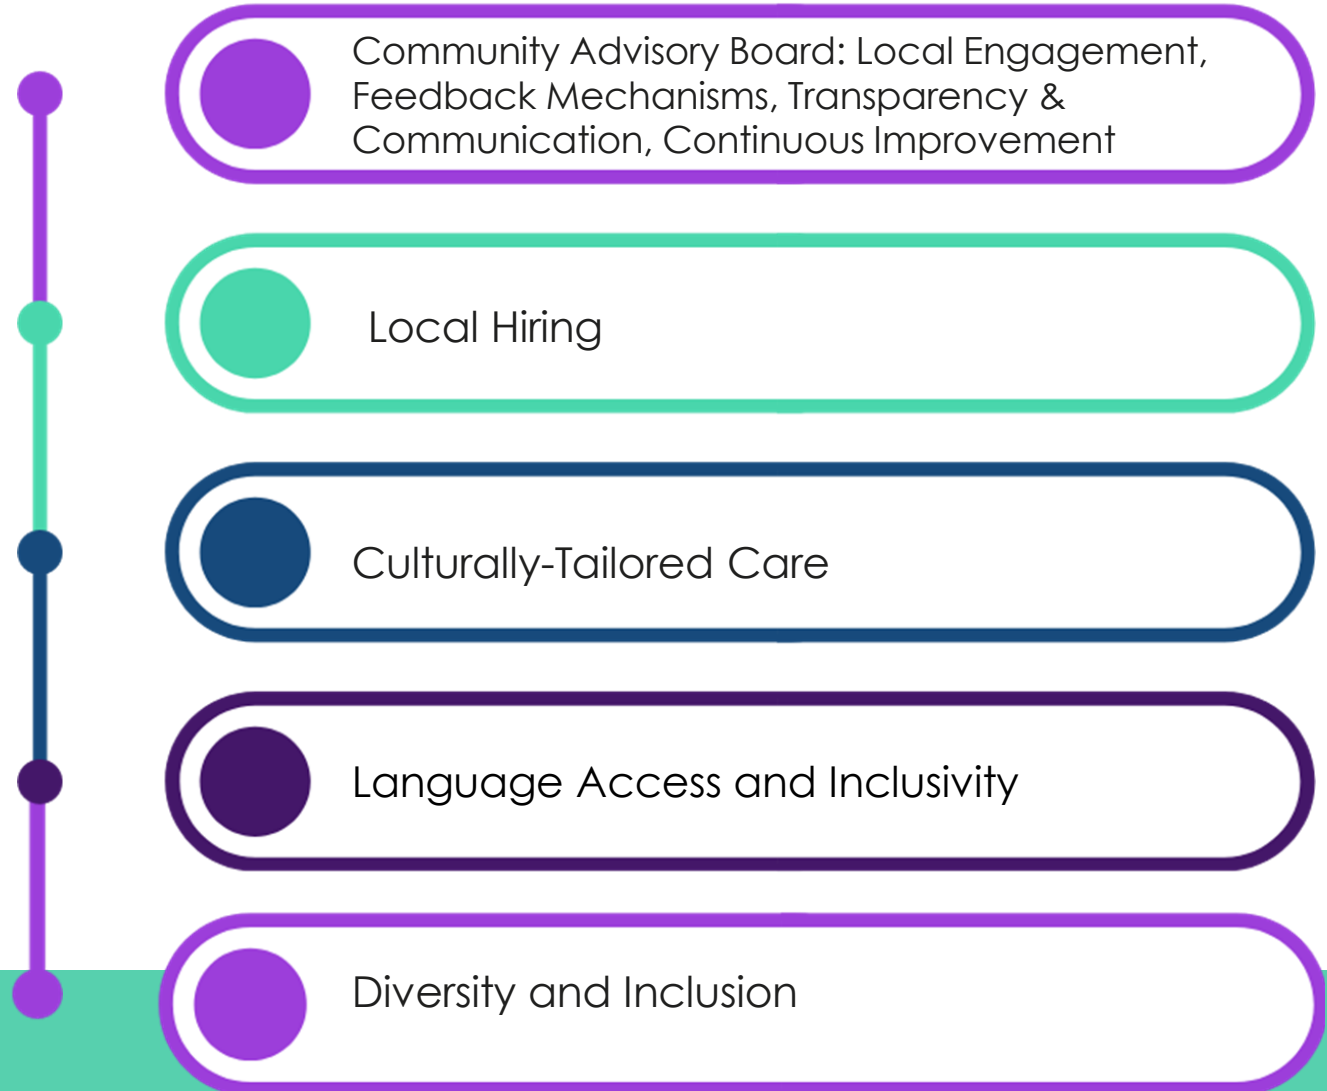 Community Advisory Board: Local Engagement,
Feedback Mechanisms, Transparency &
Communication, Continuous Improvement
Local Hiring
Culturally-Tailored Care
Language Access and Inclusivity
Diversity and Inclusion